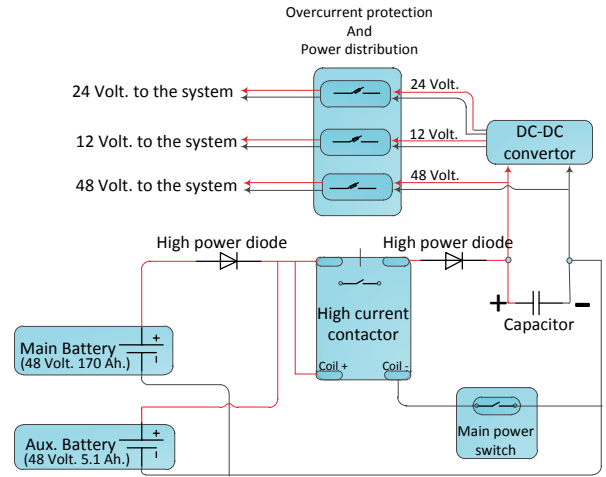 Overcurrent protection
And
Power distribution
24 Volt. to the system
24 Volt.
12 Volt. to the system
12 Volt.
DC-DC
convertor
48 Volt. to the system
48 Volt.
High power diode
High power diode
High current
contactor
+
-
Capacitor
Main Battery
(48 Volt. 170 Ah.)
+
-
Coil +
Coil -
Main power
switch
Aux. Battery
(48 Volt. 5.1 Ah.)
+
-